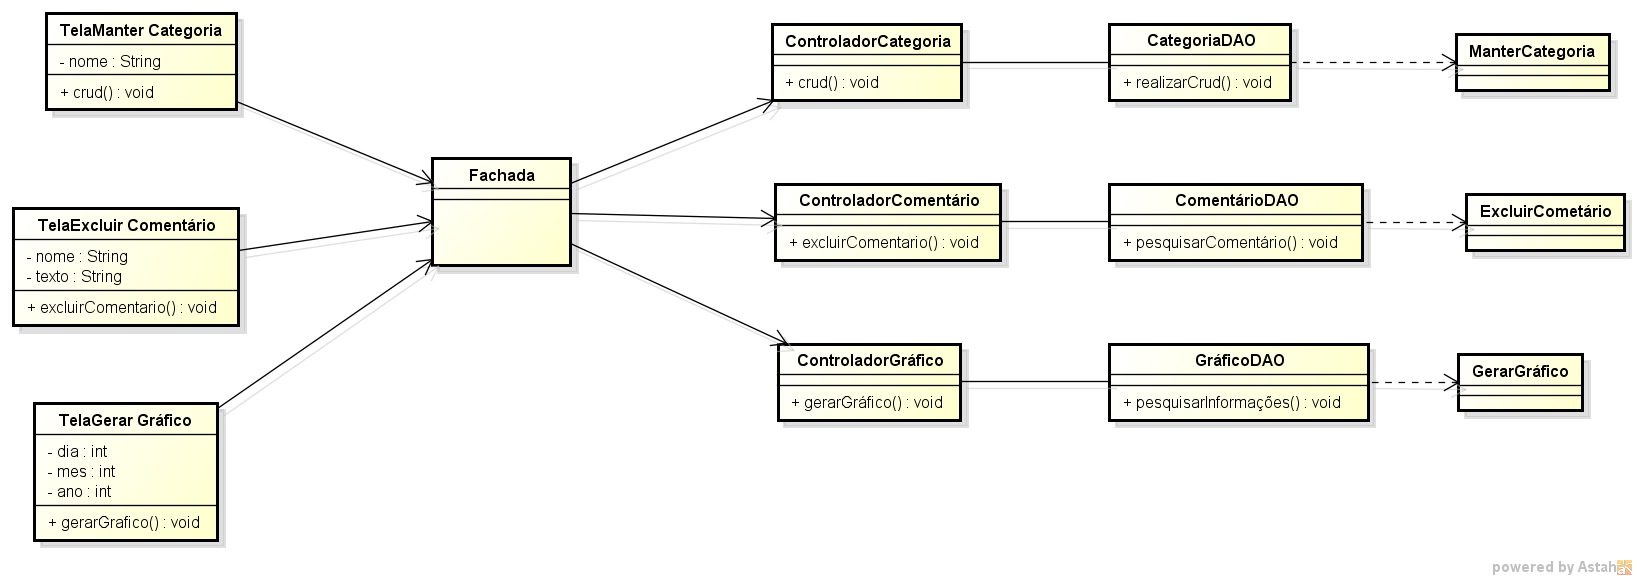 TelaManter Categoria
- nome : String
+ crud() : void
TelaExcluir Comentário
- nome : String
- texto : String
+ excluirComentario() : void
TelaGerar Gráfico
- dia : int
- mes : int
- ano : int
+ gerarGrafico() : void
Fachada
ControladorCategoria
+ crud() : void
ControladorComentário
+ excluirComentario() : void
ControladorGráfico
+ gerarGráfico() : void
CategoriaDAO
+ realizarCrud() : void
ComentárioDAO
+ pesquisarComentário() : void
GráficoDAO
+ pesquisarInformações() : void
ManterCategoria
ExcluirCometário
GerarGráfico
powered by Astah